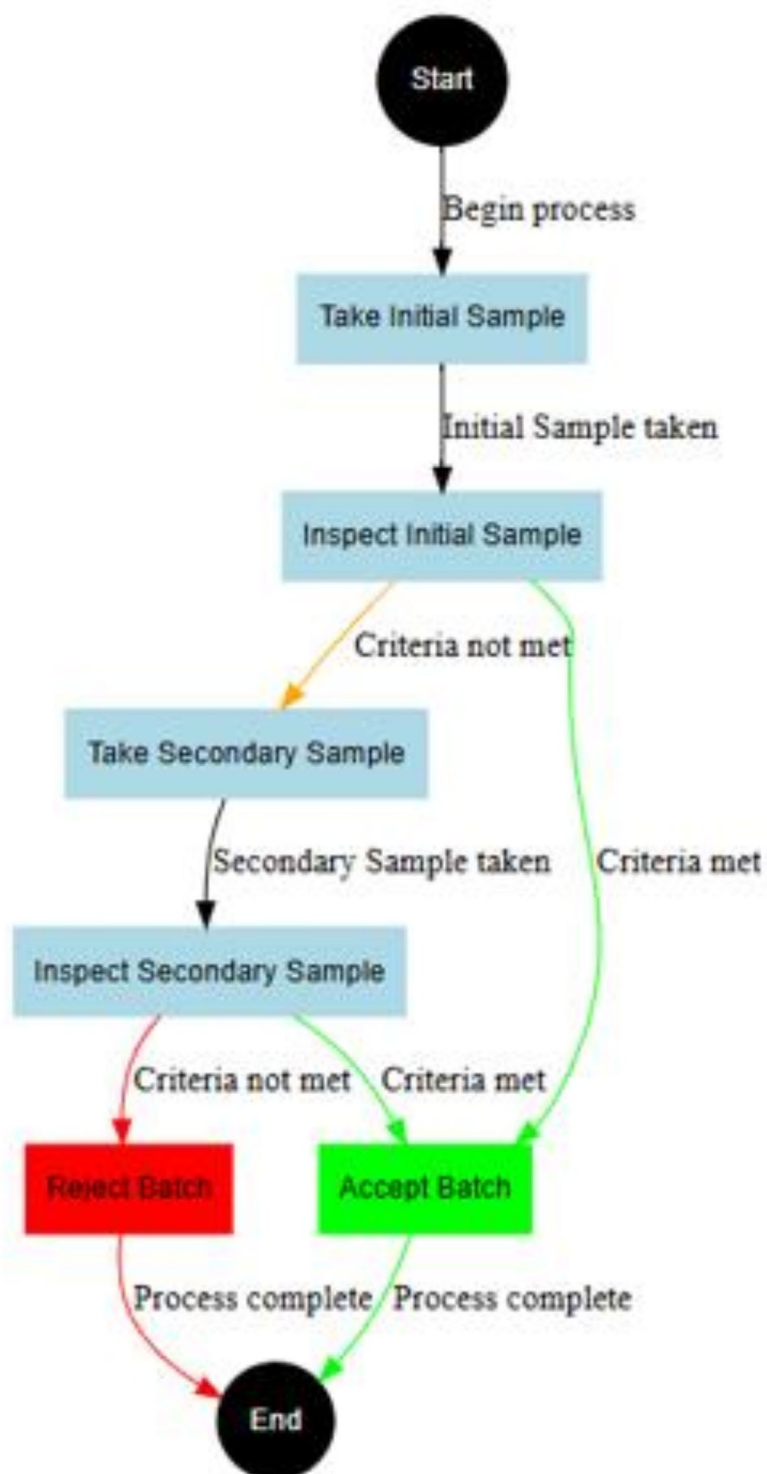 Start
Begin process
Take Initial Sample
Initial Sample taken
Inspect Initial Sample
Criteria not met
Take Secondary Sample
Secondary Sample taken
Criteria met
Inspect Secondary Sample
Criteria not met
Criteria met
Reject Batch
Accept Batch
Process complete
Process complete
End